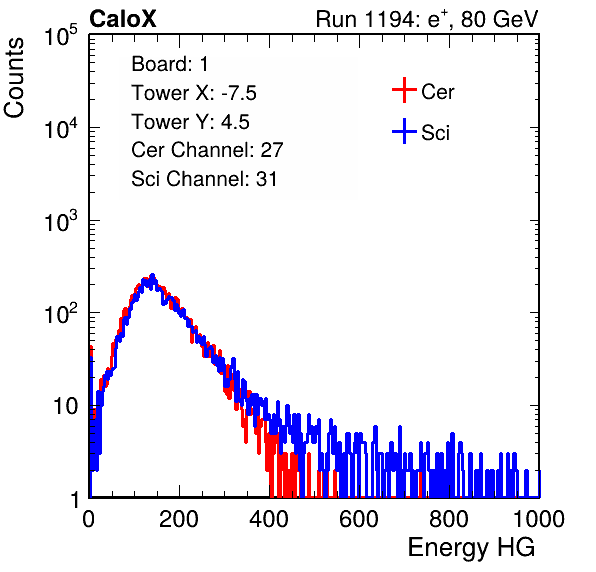 CaloX Run 1194: e⁺, 80 GeV
Counts
10⁵
10⁴
10³
10²
10
1
Board: 1
Tower X: -7.5
Tower Y: 4.5
Cer Channel: 27
Sci Channel: 31
Cer
Sci
0 200 400 600 800 1000
Energy HG